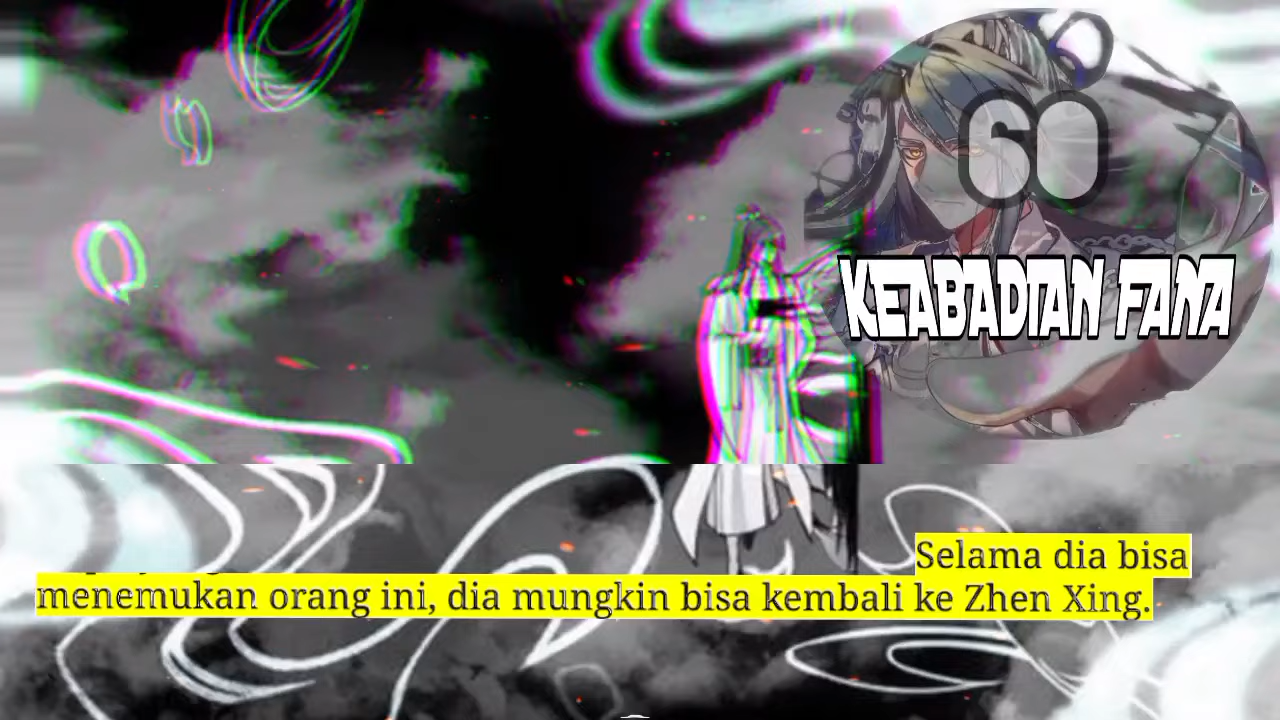 60
KEABADIAN FANA
Selama dia bisa
menemukan orang ini, dia mungkin bisa kembali ke Zhen Xing.